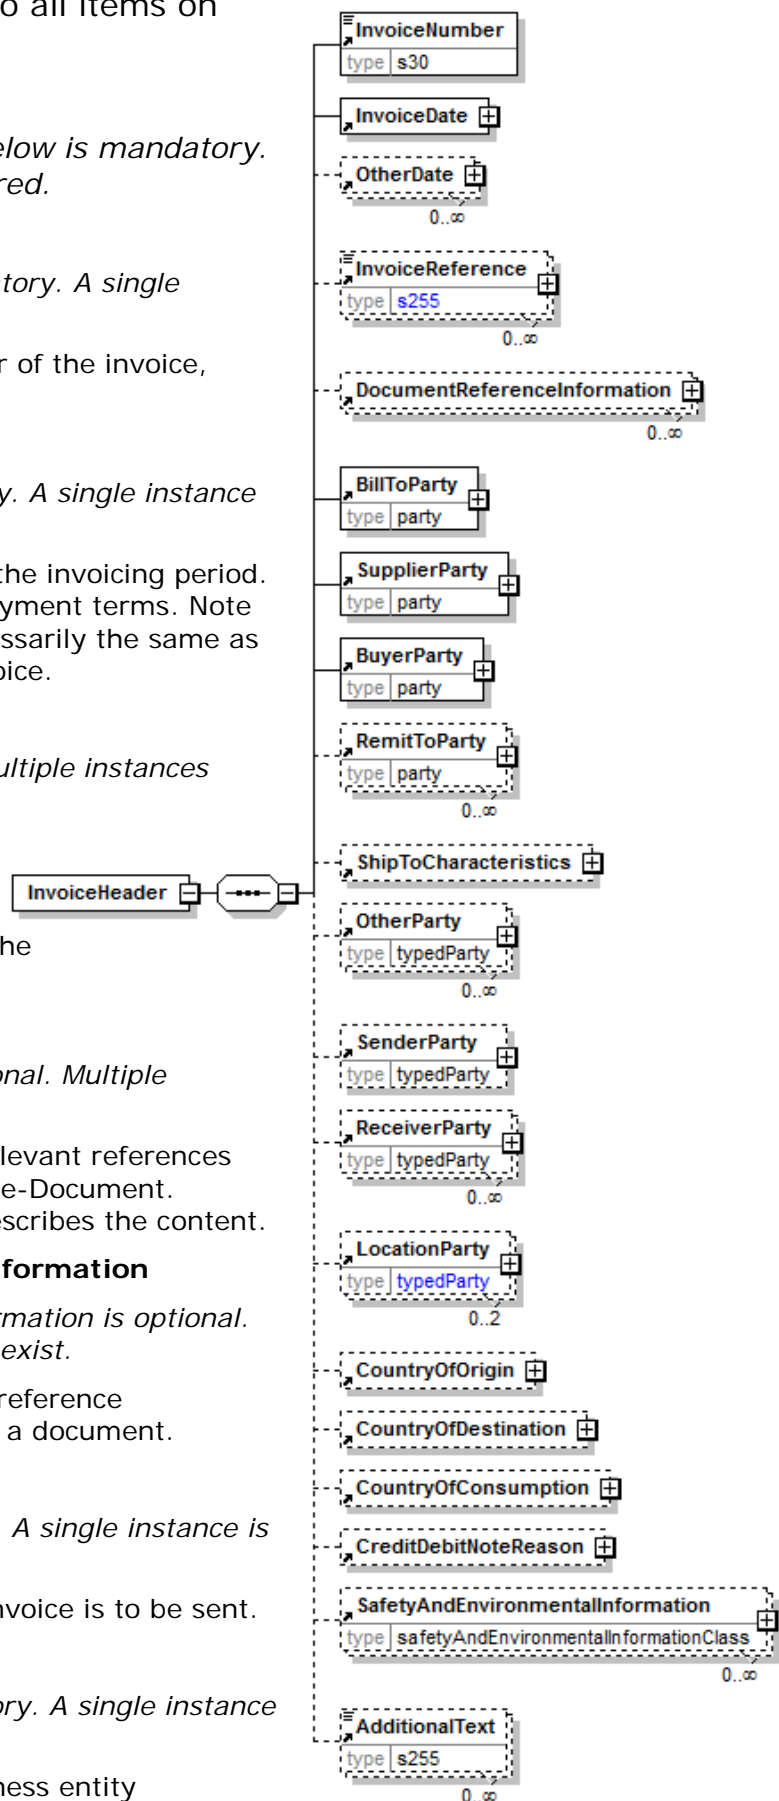 o all items on
elow is mandatory.
red.
tory. A single
r of the invoice,
y. A single instance
the invoicing period.
yment terms. Note
ssarily the same as
oice.
ultiple instances
he
onal. Multiple
levant references
e-Document.
escribes the content.
nformation
rmation is optional.
exist.
reference
a document.
. A single instance is
nvoice is to be sent.
ory. A single instance
ness entity
InvoiceHeader
InvoiceNumber
type s30
InvoiceDate
OtherDate
0..∞
InvoiceReference
type s255
0..∞
DocumentReferenceInformation
0..∞
BillToParty
type party
SupplierParty
type party
BuyerParty
type party
RemitToParty
type party
0..∞
ShipToCharacteristics
OtherParty
type typedParty
0..∞
SenderParty
type typedParty
ReceiverParty
type typedParty
0..∞
LocationParty
type typedParty
0..2
CountryOfOrigin
CountryOfDestination
CountryOfConsumption
CreditDebitNoteReason
SafetyAndEnvironmentalInformation
type safetyAndEnvironmentalInformationClass
0..∞
AdditionalText
type s255
0..∞